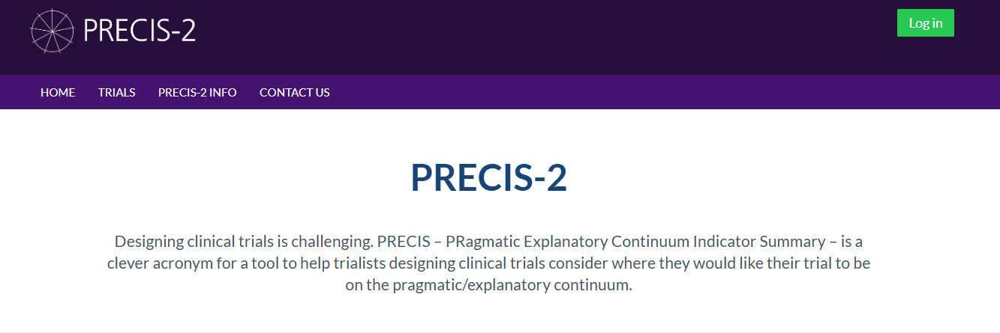 PRECIS-2
Log in
HOME TRIALS PRECIS-2 INFO CONTACT US
PRECIS-2
Designing clinical trials is challenging. PRECIS – PRagmatic Explanatory Continuum Indicator Summary – is a
clever acronym for a tool to help trialists designing clinical trials consider where they would like their trial to be
on the pragmatic/explanatory continuum.